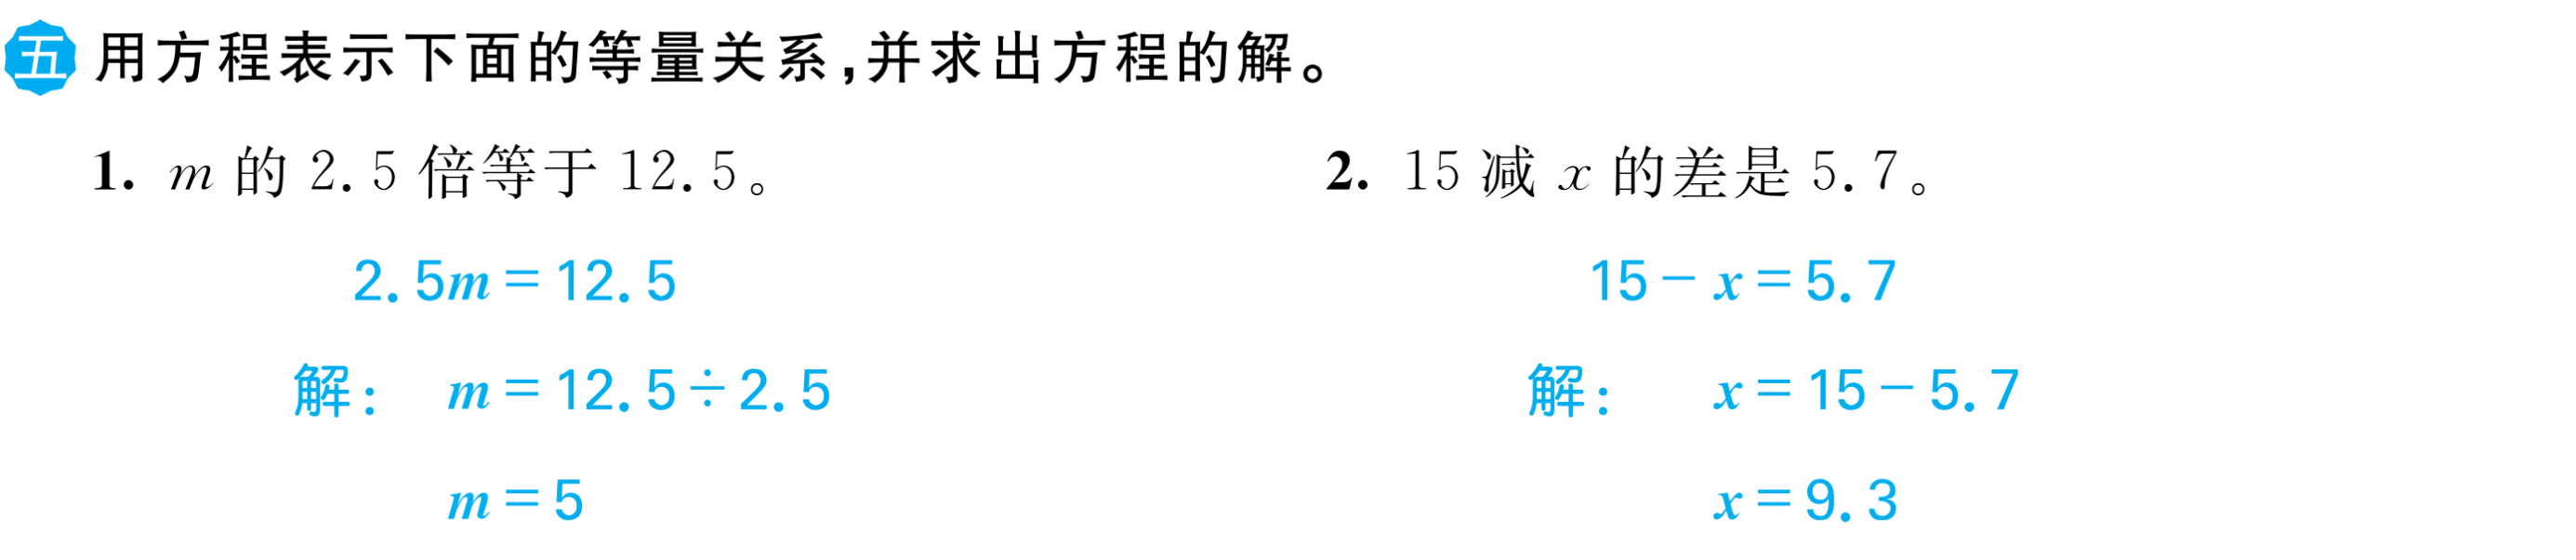 五 用方程表示下面的等量关系,并求出方程的解。
1. m 的 2.5 倍等于 12.5。
2.5m=12.5
解: m=12.5÷2.5
m=5
2. 15 减 x 的差是 5.7。
15-x=5.7
解: x=15-5.7
x=9.3